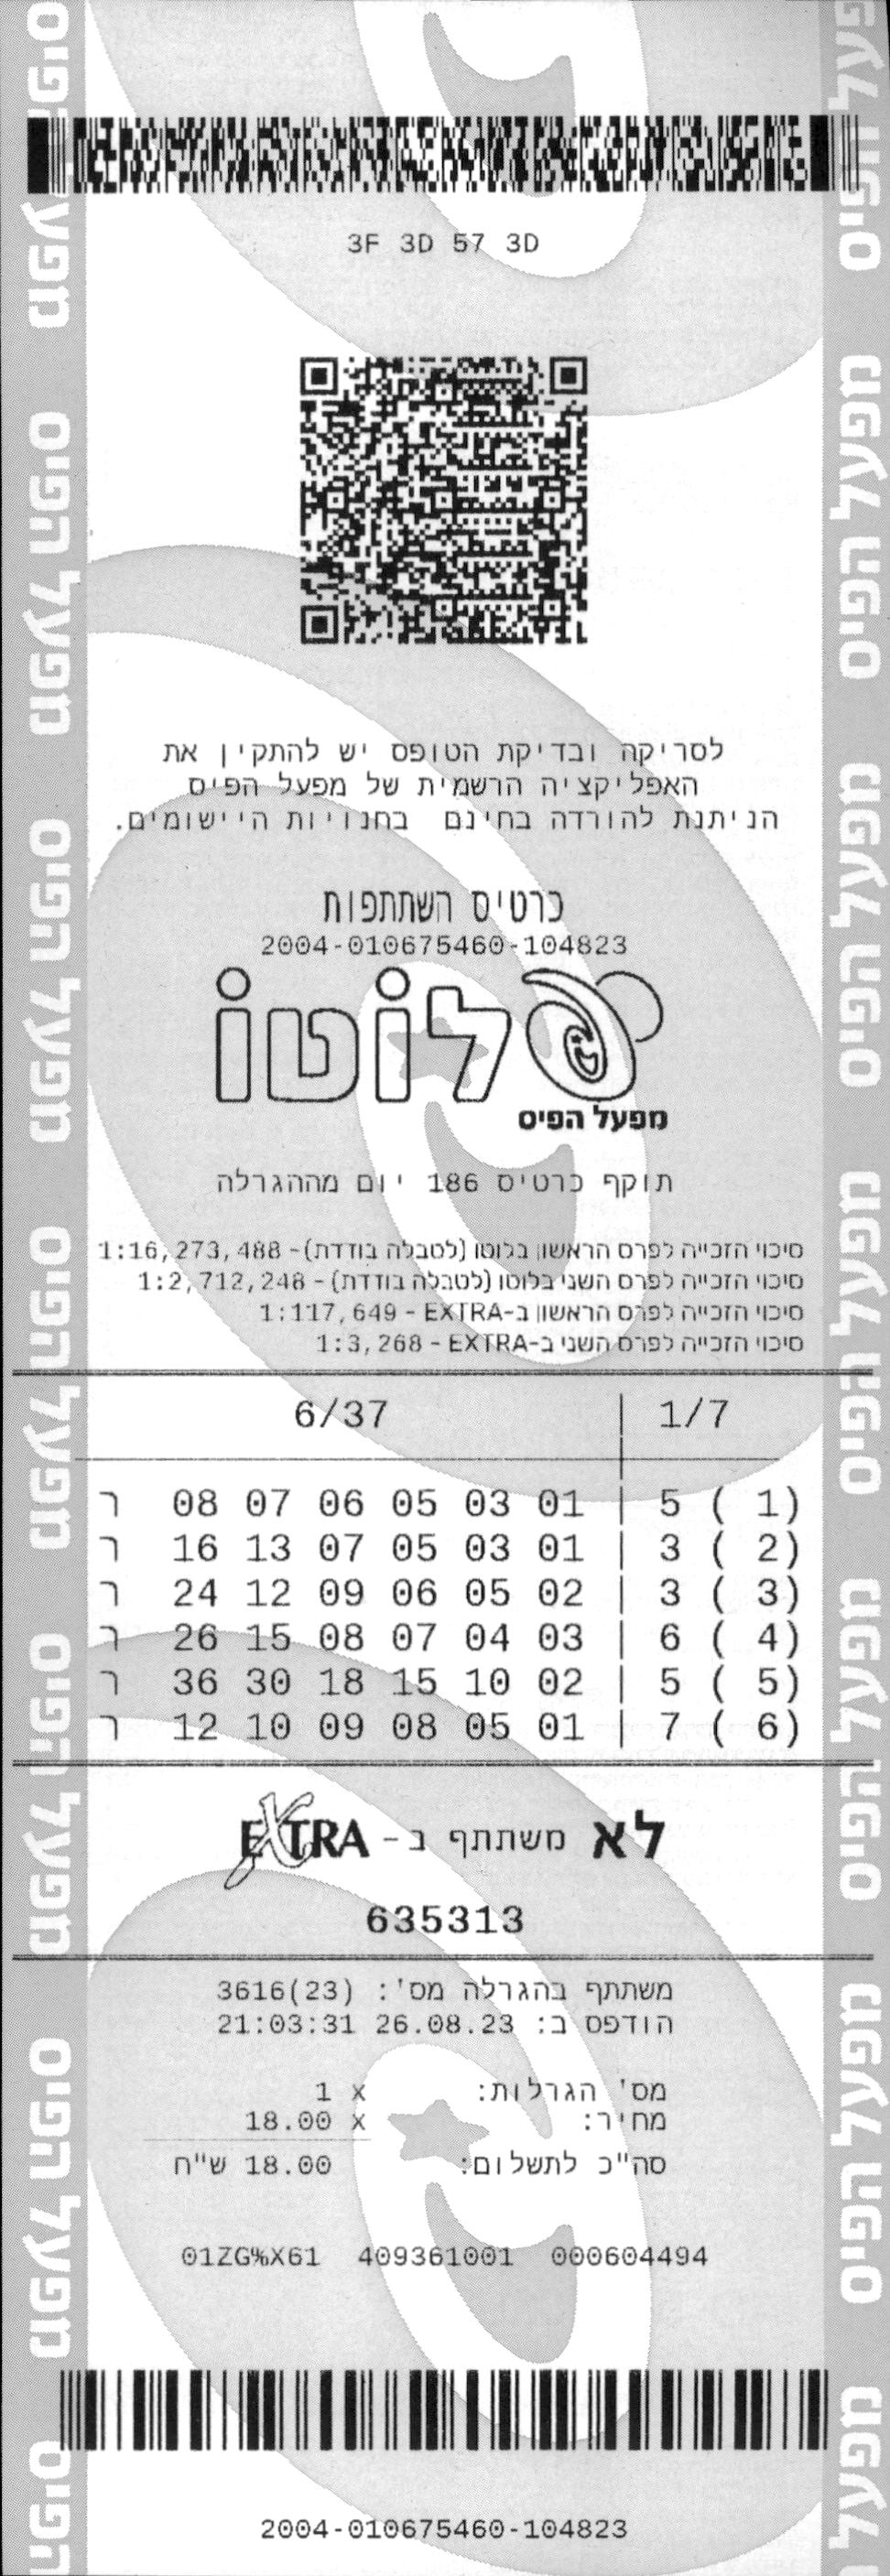 3F 3D 57 3D
לסריקה ובדיקת הטופס יש להתקין את
האפליקציה הרשמית של מפעל הפיס
הניתנת להורדה בחינם בחנויות היישומים.
כרטיס השתתפות
2004-010675460-104823
לוטו
מפעל הפיס
תוקף כרטיס 186 יום מההגרלה
סיכוי הזכייה לפרס הראשון בלוטו (לטבלה בודדת)- 1:16,273,488
סיכוי הזכייה לפרס השני בלוטו (לטבלה בודדת)- 1:2,712,248
סיכוי הזכייה לפרס הראשון ב-EXTRA - 1:117,649
סיכוי הזכייה לפרס השני ב-EXTRA - 1:3,268
6/37 | 1/7
ר 08 07 06 05 03 01 | 5 ( 1)
ר 16 13 07 05 03 01 | 3 ( 2)
ר 24 12 09 06 05 02 | 3 ( 3)
ר 26 15 08 07 04 03 | 6 ( 4)
ר 36 30 18 15 10 02 | 5 ( 5)
ר 12 10 09 08 05 01 | 7 ( 6)
לא משתתף ב- EXTRA
635313
משתתף בהגרלה מס': 3616(23)
הודפס ב: 26.08.23 21:03:31
מס' הגרלות: x 1
מחיר: x 18.00
סה"כ לתשלום: 18.00 ש"ח
01ZG%X61 409361001 000604494
2004-010675460-104823
מפעל הפיס